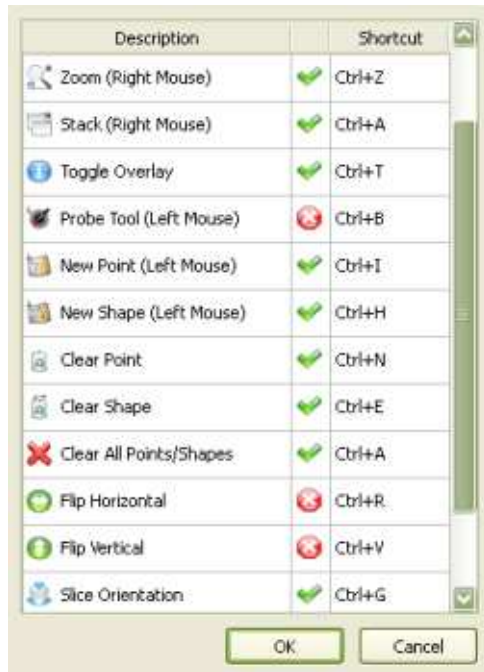 Description Shortcut
Zoom (Right Mouse) Ctrl+Z
Stack (Right Mouse) Ctrl+A
Toggle Overlay Ctrl+T
Probe Tool (Left Mouse) Ctrl+B
New Point (Left Mouse) Ctrl+I
New Shape (Left Mouse) Ctrl+H
Clear Point Ctrl+N
Clear Shape Ctrl+E
Clear All Points/Shapes Ctrl+A
Flip Horizontal Ctrl+R
Flip Vertical Ctrl+V
Slice Orientation Ctrl+G
OK Cancel